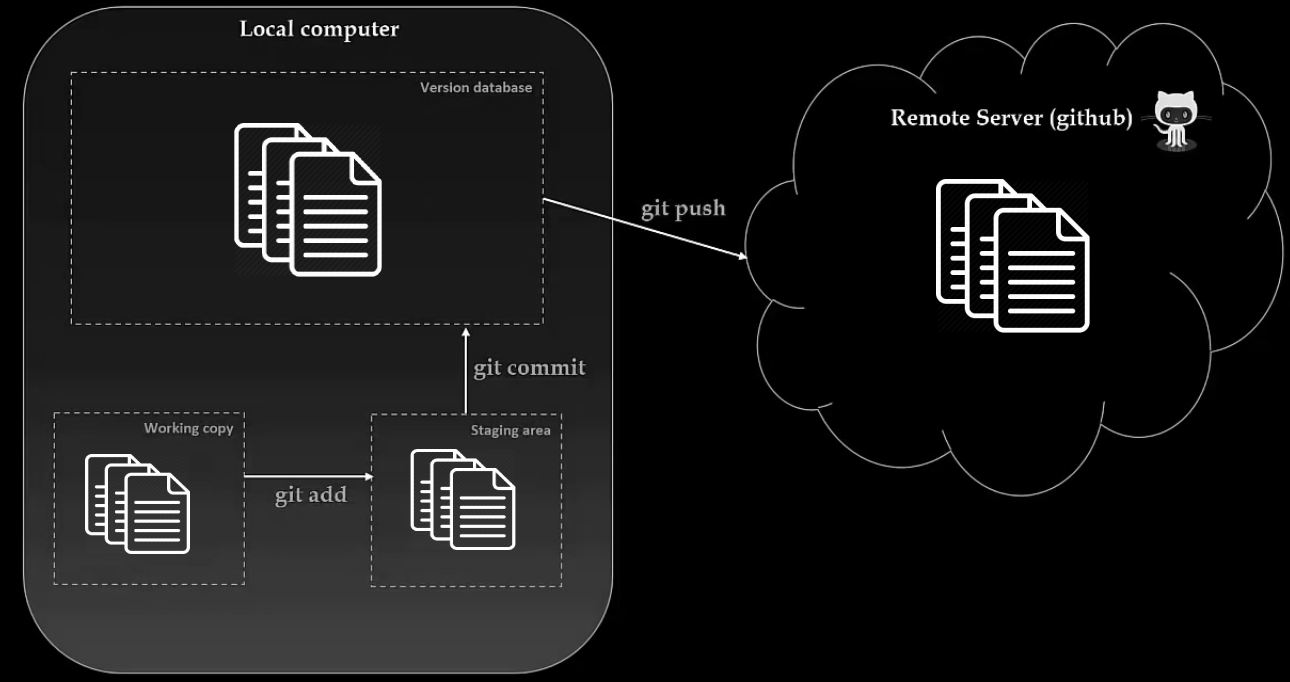 Local computer
Version database
Remote Server (github)
git push
git commit
Working copy
Staging area
git add